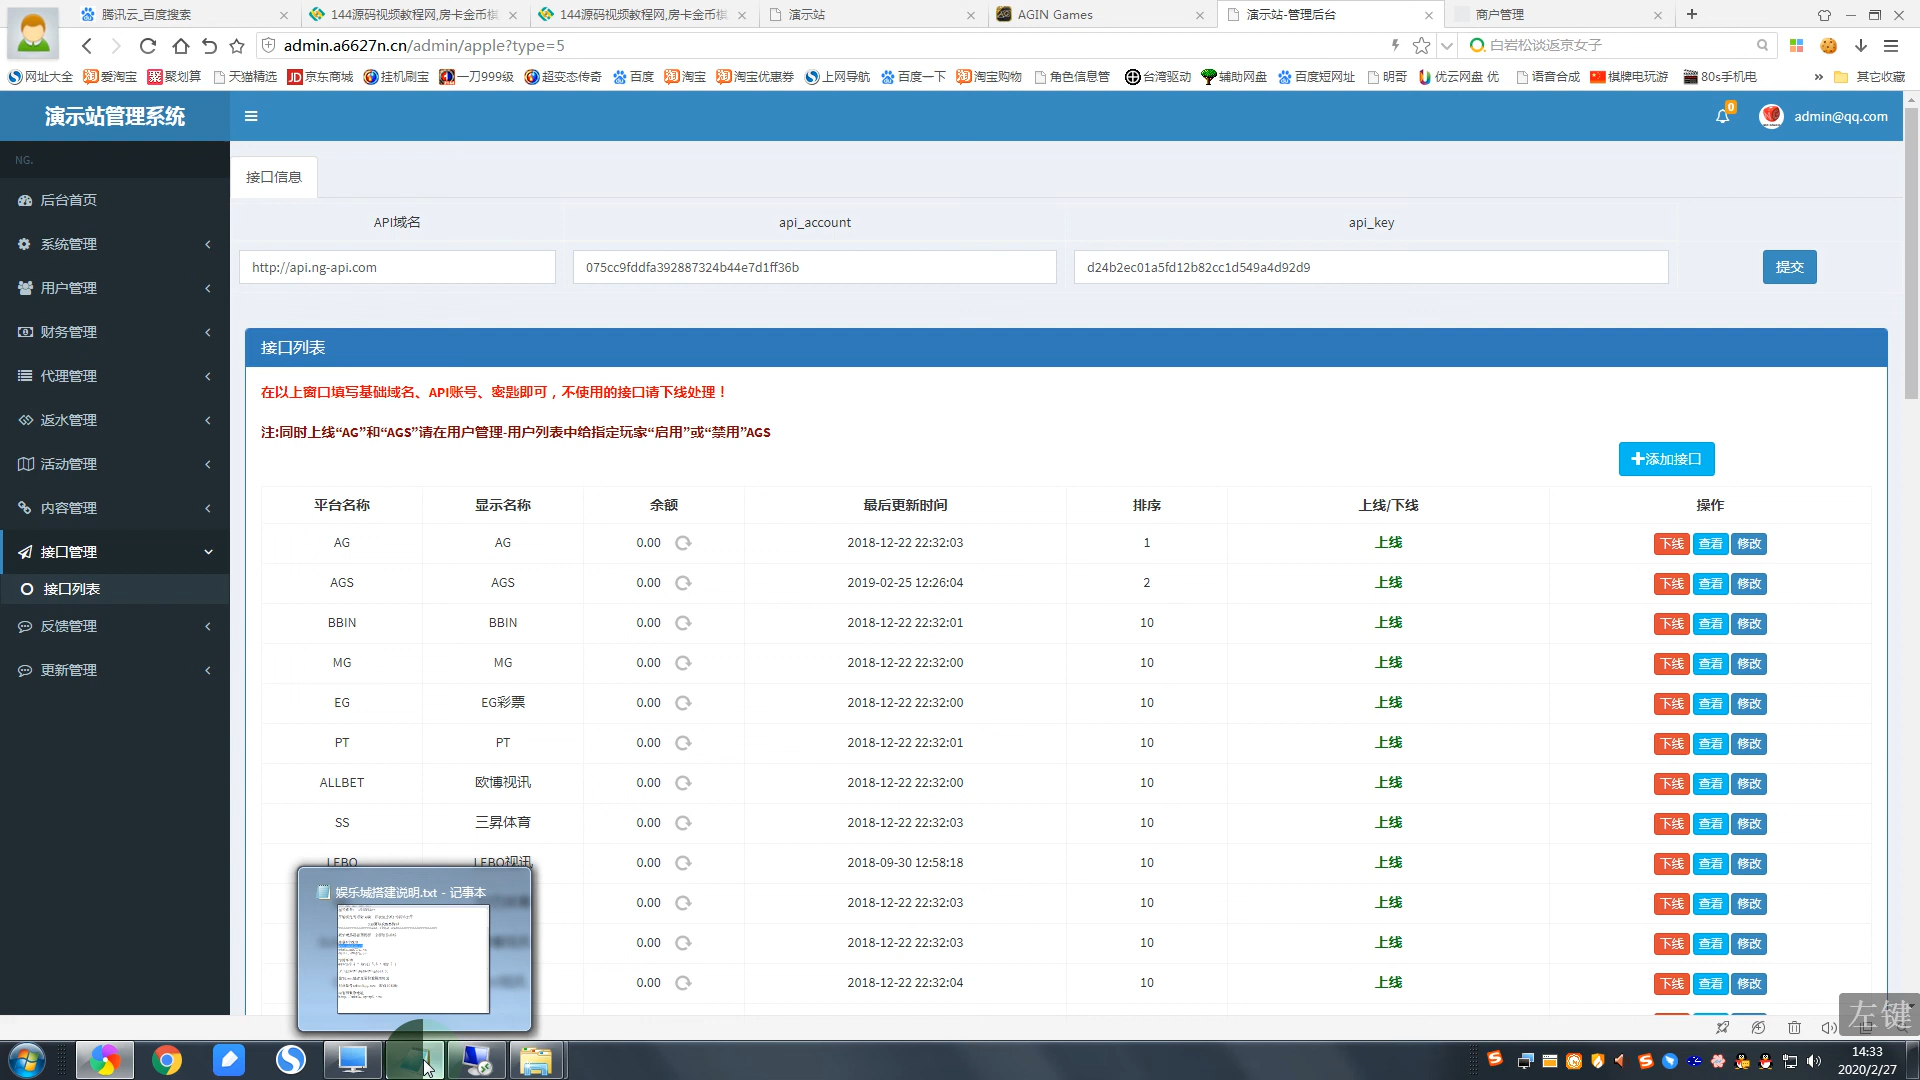 腾讯云_百度搜索
144源码视频教程网,房卡金币棋
144源码视频教程网,房卡金币棋
演示站
AGIN Games
演示站-管理后台
商户管理
admin.a6627n.cn/admin/apple?type=5
白岩松谈返京女子
网址大全
爱淘宝
聚划算
天猫精选
京东商城
挂机刷宝
一刀999级
超变态传奇
百度
淘宝
淘宝优惠券
上网导航
百度一下
淘宝购物
角色信息管
台湾驱动
辅助网盘
百度短网址
明哥
优云网盘 优
语音合成
棋牌电玩游
80s手机电
»
其它收藏
演示站管理系统
0
admin@qq.com
NG.
后台首页
系统管理
用户管理
财务管理
代理管理
返水管理
活动管理
内容管理
接口管理
接口列表
反馈管理
更新管理
接口信息
API域名 api_account api_key
http://api.ng-api.com 075cc9fddfa392887324b44e7d1ff36b d24b2ec01a5fd12b82cc1d549a4d92d9 提交
接口列表
在以上窗口填写基础域名、API账号、密匙即可，不使用的接口请下线处理！
注:同时上线“AG”和“AGS”请在用户管理-用户列表中给指定玩家“启用”或“禁用”AGS
添加接口
平台名称 显示名称 余额 最后更新时间 排序 上线/下线 操作
AG AG 0.00 2018-12-22 22:32:03 1 上线 下线 查看 修改
AGS AGS 0.00 2019-02-25 12:26:04 2 上线 下线 查看 修改
BBIN BBIN 0.00 2018-12-22 22:32:01 10 上线 下线 查看 修改
MG MG 0.00 2018-12-22 22:32:00 10 上线 下线 查看 修改
EG EG彩票 0.00 2018-12-22 22:32:00 10 上线 下线 查看 修改
PT PT 0.00 2018-12-22 22:32:01 10 上线 下线 查看 修改
ALLBET 欧博视讯 0.00 2018-12-22 22:32:00 10 上线 下线 查看 修改
SS 三昇体育 0.00 2018-12-22 22:32:03 10 上线 下线 查看 修改
LEBO LEBO视讯 0.00 2018-09-30 12:58:18 10 上线 下线 查看 修改
0.00 2018-12-22 22:32:03 10 上线 下线 查看 修改
0.00 2018-12-22 22:32:03 10 上线 下线 查看 修改
0.00 2018-12-22 22:32:04 10 上线 下线 查看 修改
娱乐城搭建说明.txt - 记事本
左键
14:33
2020/2/27